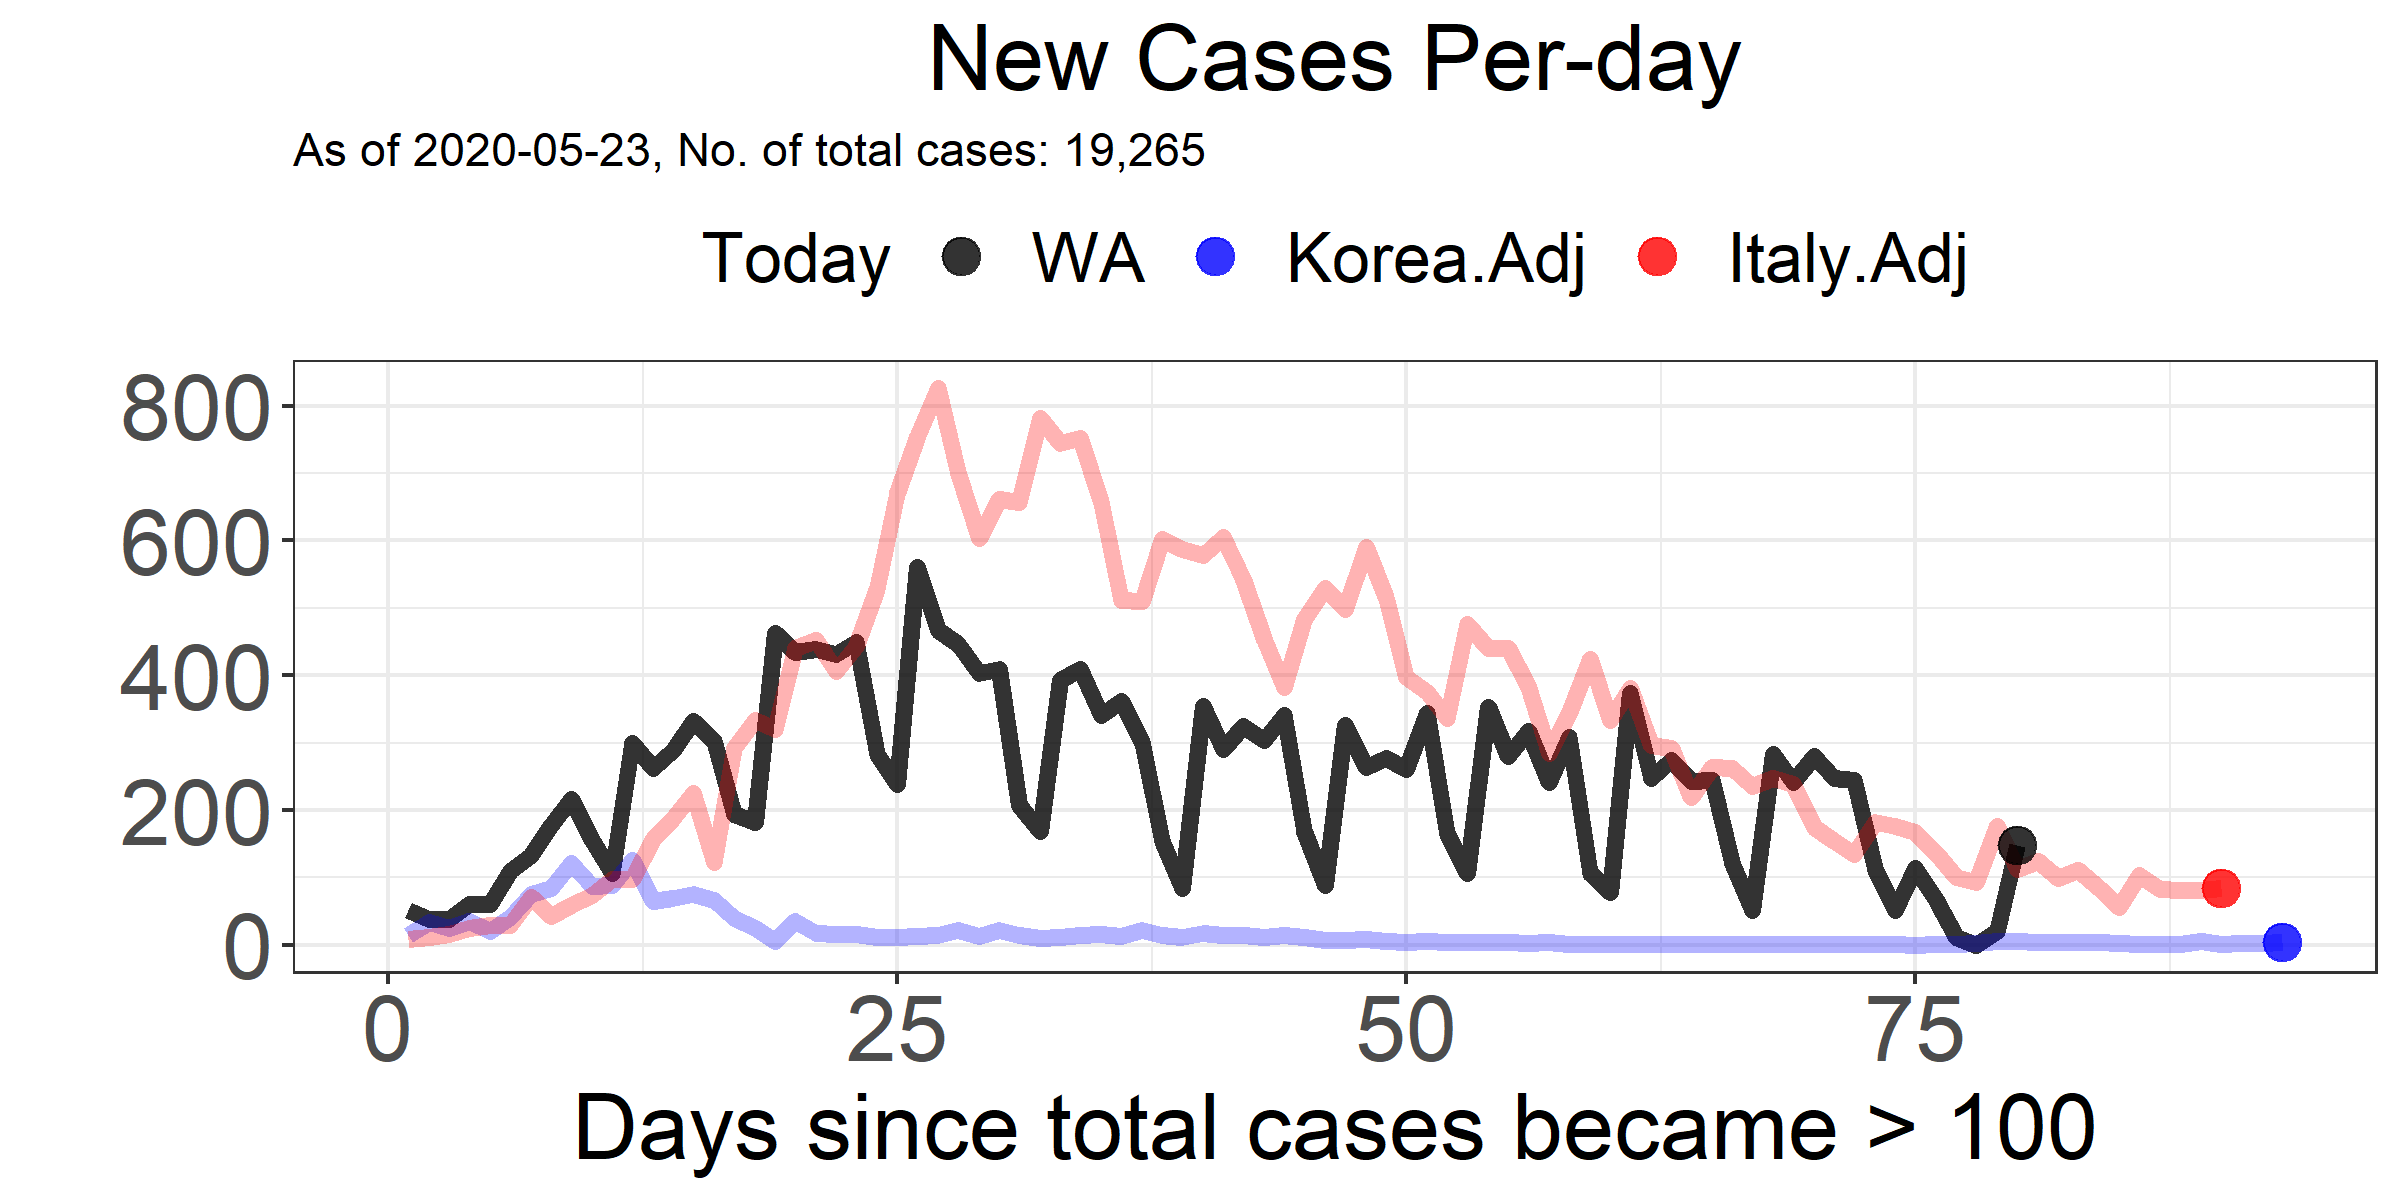 New Cases Per-day
As of 2020-05-23, No. of total cases: 19,265
Today WA Korea.Adj Italy.Adj
800
600
400
200
0
0 25 50 75
Days since total cases became > 100